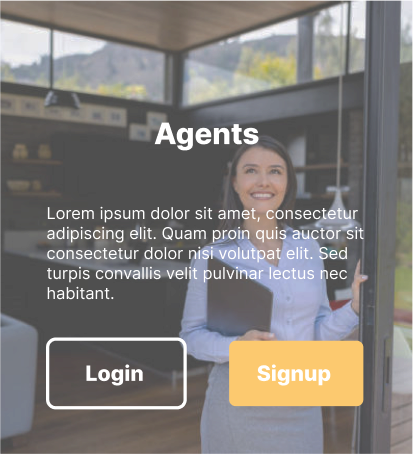 Agents
Lorem ipsum dolor sit amet, consectetur
adipiscing elit. Quam proin quis auctor sit
consectetur dolor nisi volutpat elit. Sed
turpis convallis velit pulvinar lectus nec
habitant.
Login
Signup